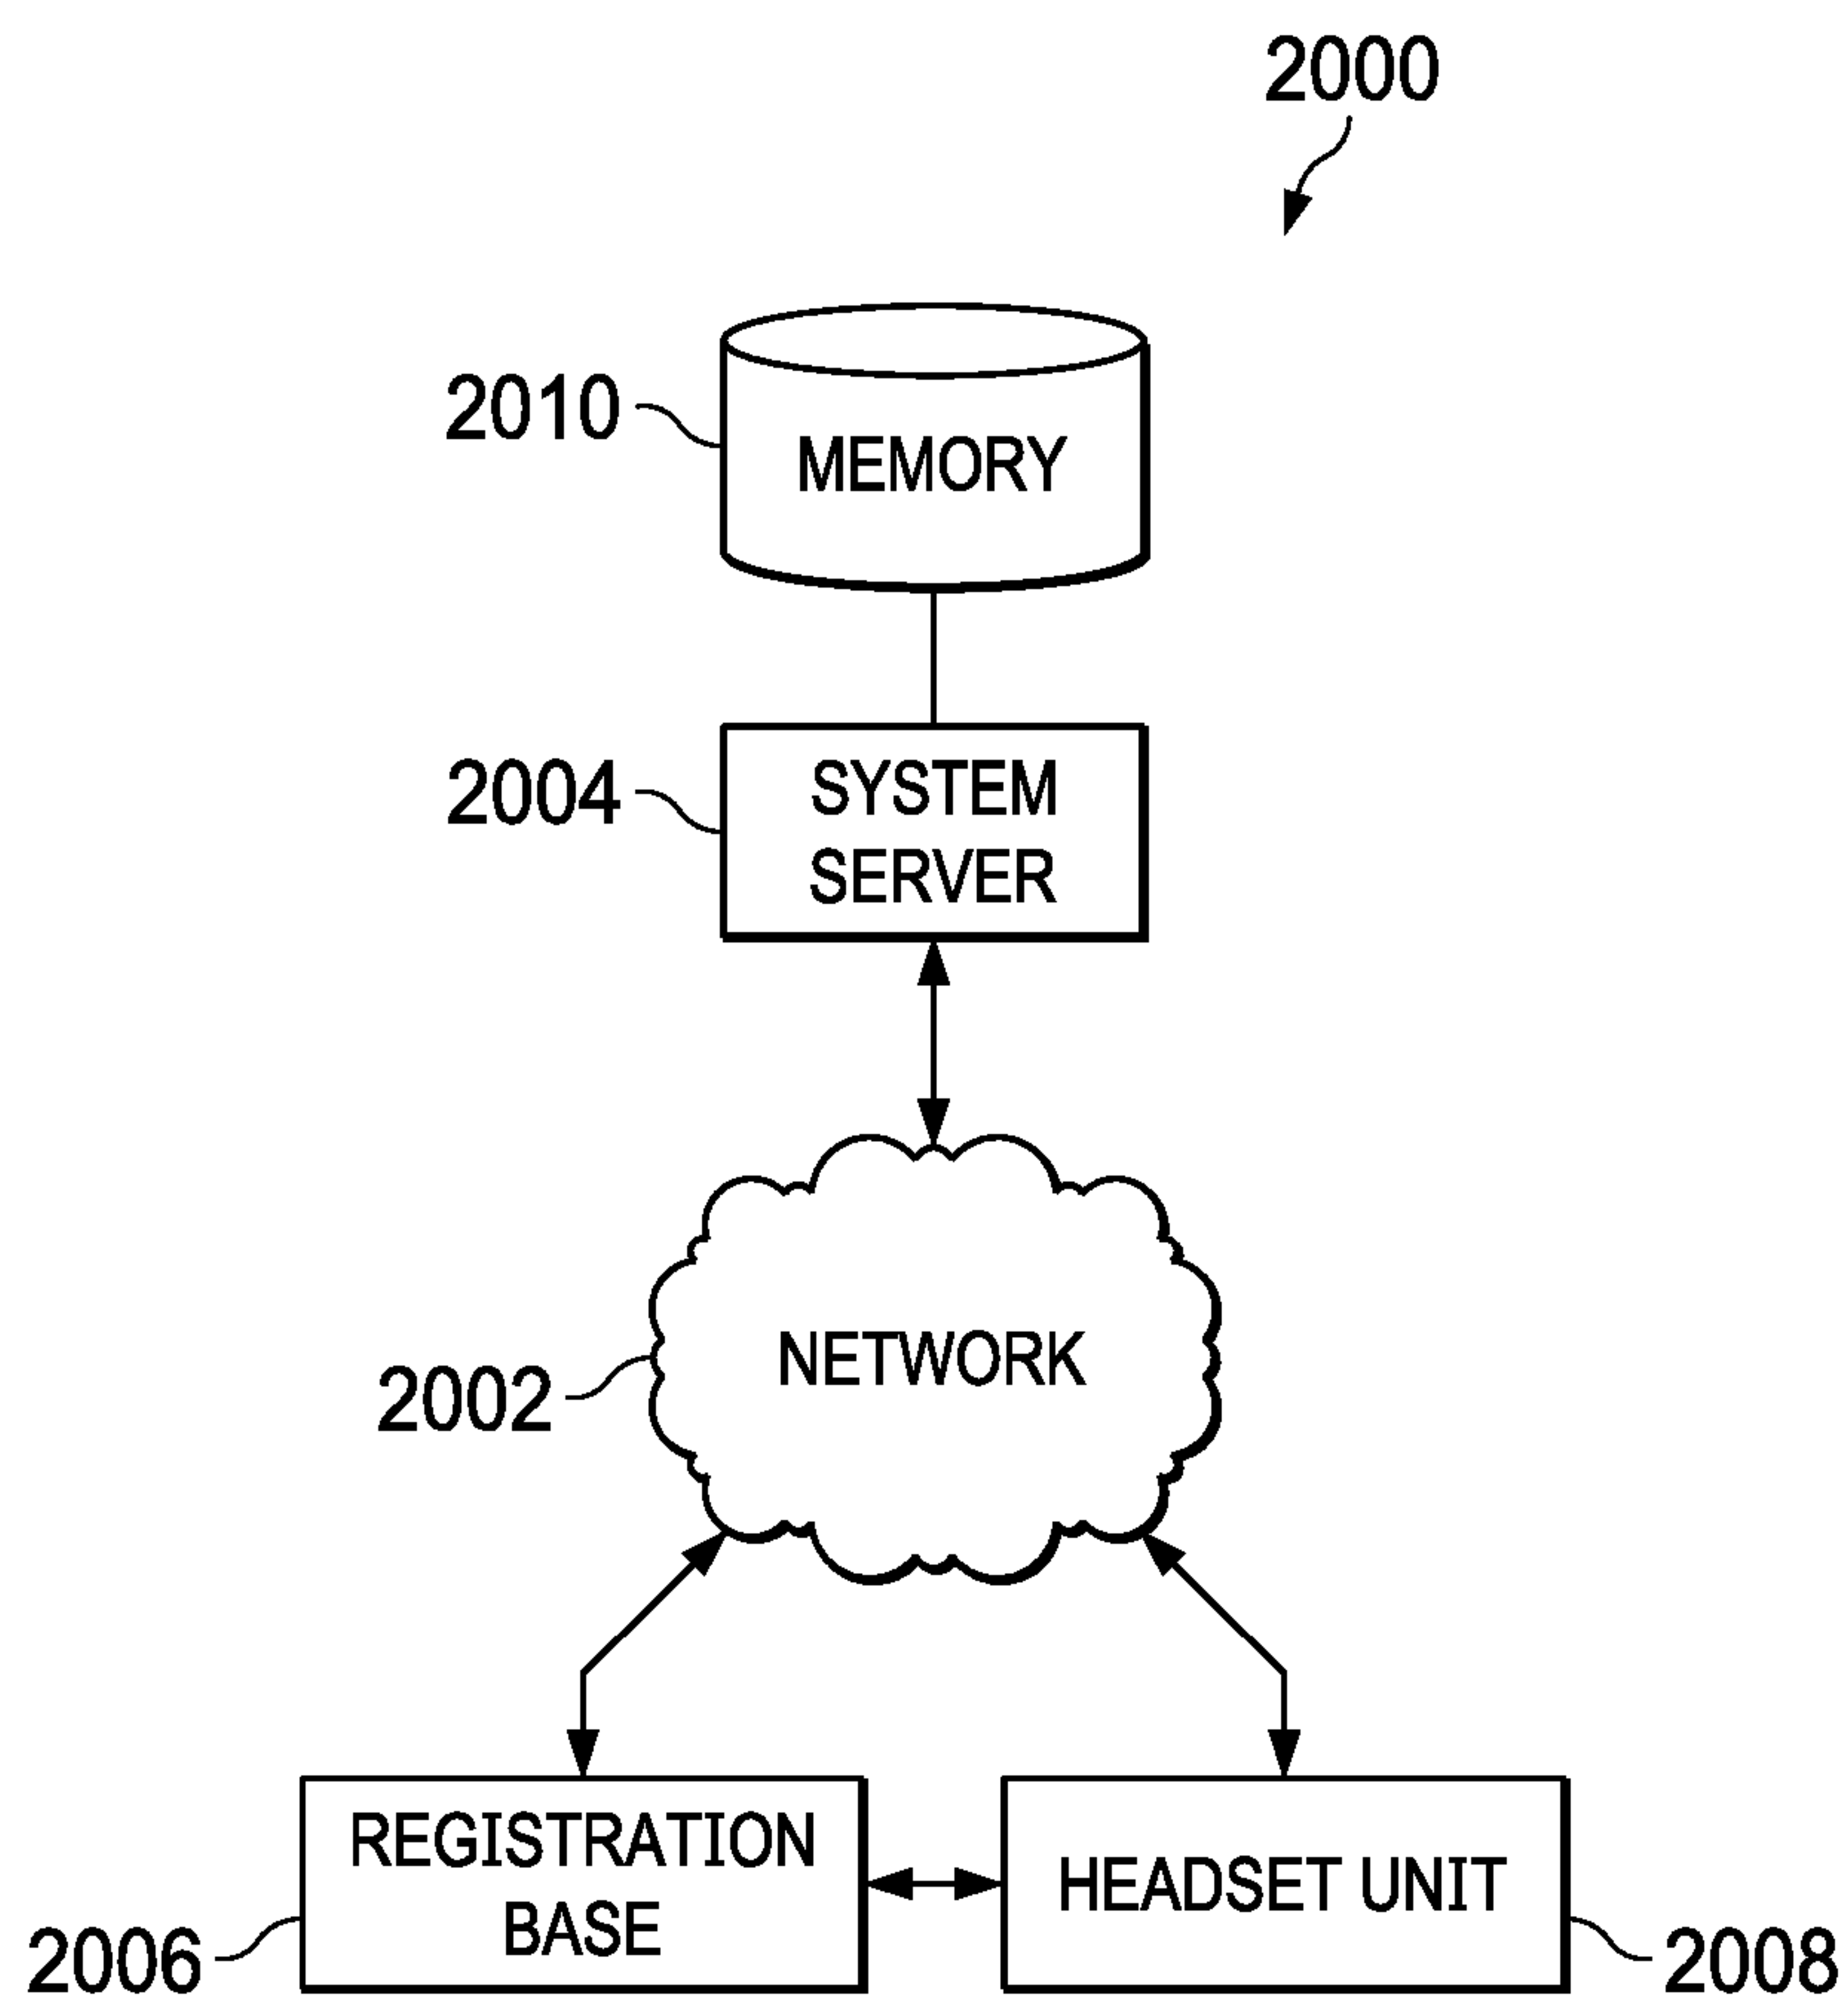 2000
2010
MEMORY
2004
SYSTEM
SERVER
NETWORK
2002
REGISTRATION
BASE
HEADSET UNIT
2006
2008